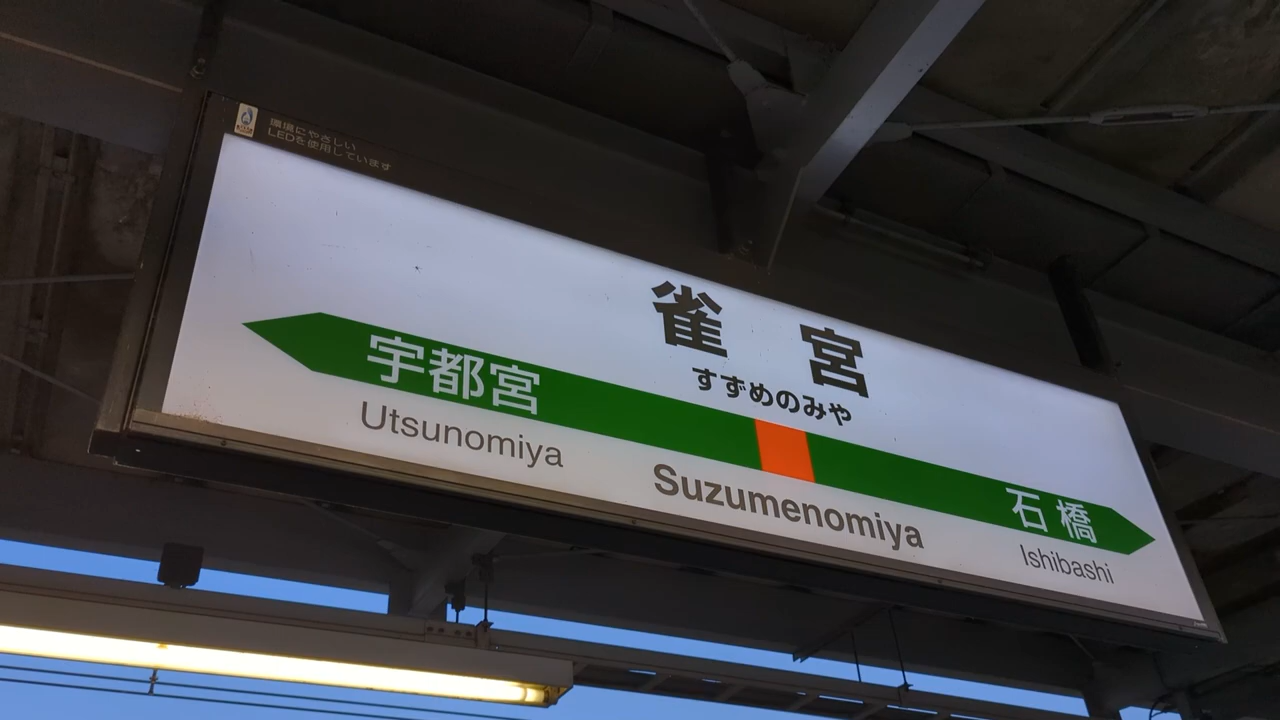 環境にやさしい
LEDを使用しています
雀宮
すずめのみや
宇都宮
石橋
Utsunomiya
Suzumenomiya
Ishibashi